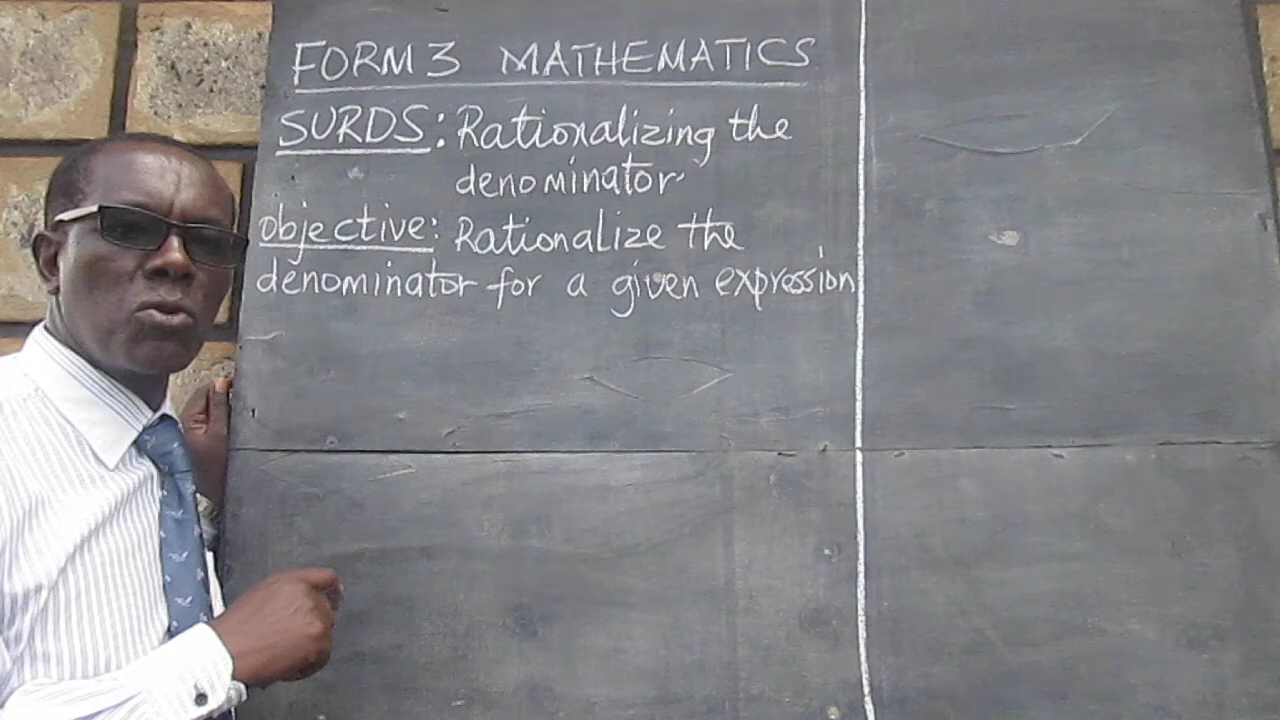 FORM 3 MATHEMATICS
SURDS: Rationalizing the
denominator
Objective: Rationalize the
denominator for a given expression